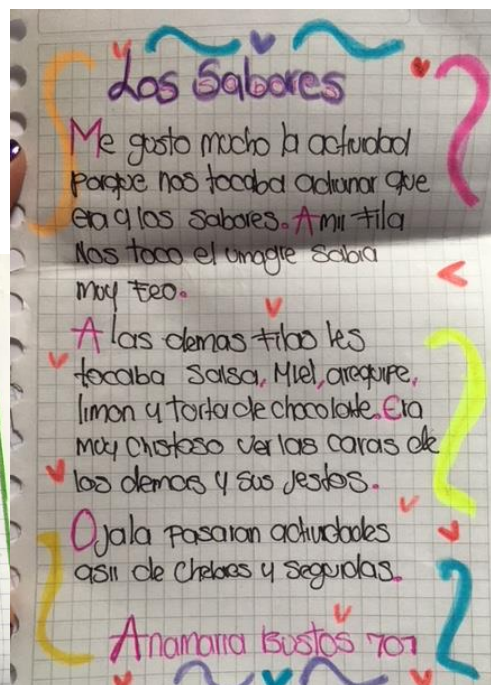 Los Sabores
Me gusto mucho la actividad
Porque nos tocaba adivinar que
era y los sabores. A mii fila
Nos toco el vinagre sabia
muy feo.
A las demas filas les
tocaba salsa, Miel, arequipe,
limon y torta de chocolate. Era
muy chistoso ver las caras de
los demas y sus jestos.
Ojala pasaran actividades
asii de chebres y seguidas.
Anamaria Bustos 701